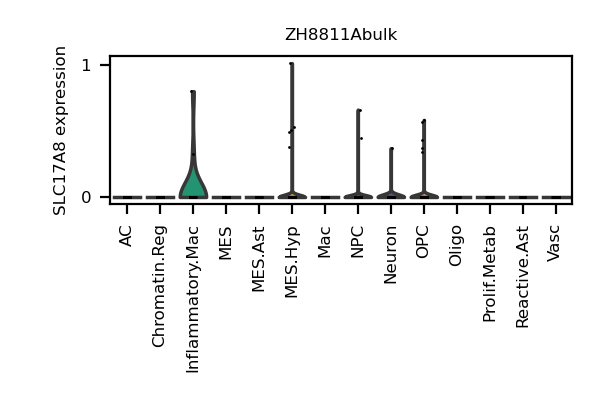 ZH8811Abulk
SLC17A8 expression
1
0
AC
Chromatin.Reg
Inflammatory.Mac
MES
MES.Ast
MES.Hyp
Mac
NPC
Neuron
OPC
Oligo
Prolif.Metab
Reactive.Ast
Vasc